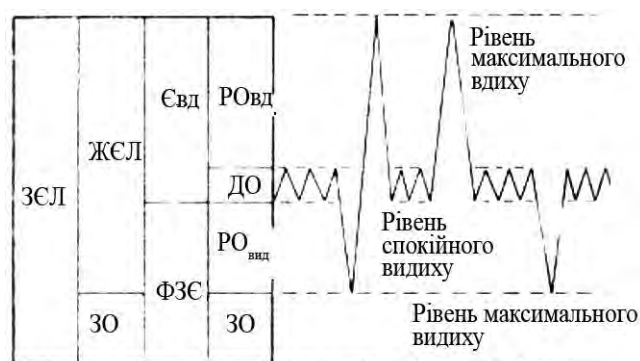 Рівень
максимального
вдиху
Євд
РОвд
ЖЄЛ
ЗЄЛ
ДО
Рівень
спокійного
видиху
РОвид
ФЗЄ
ЗО
ЗО
Рівень максимального
видиху